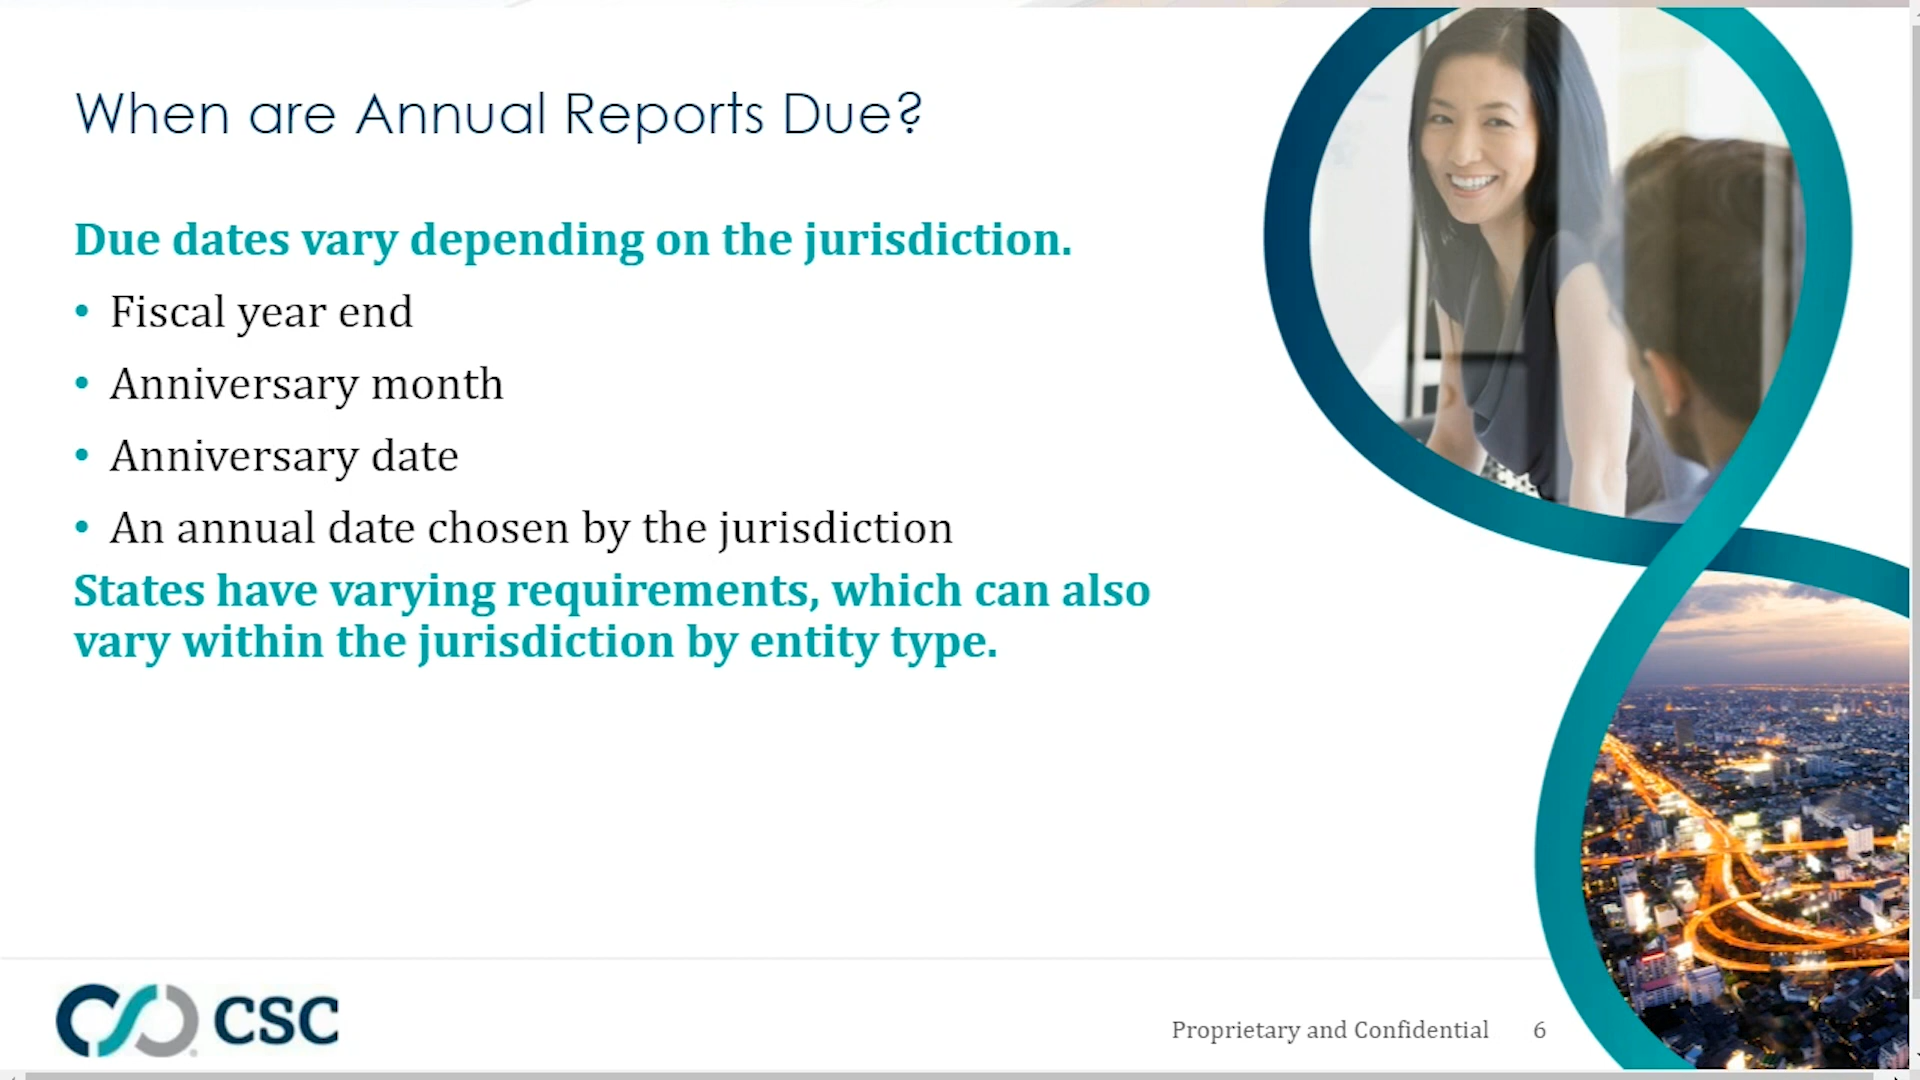 When are Annual Reports Due?
Due dates vary depending on the jurisdiction.
• Fiscal year end
• Anniversary month
• Anniversary date
• An annual date chosen by the jurisdiction
States have varying requirements, which can also
vary within the jurisdiction by entity type.
CSC
Proprietary and Confidential 6